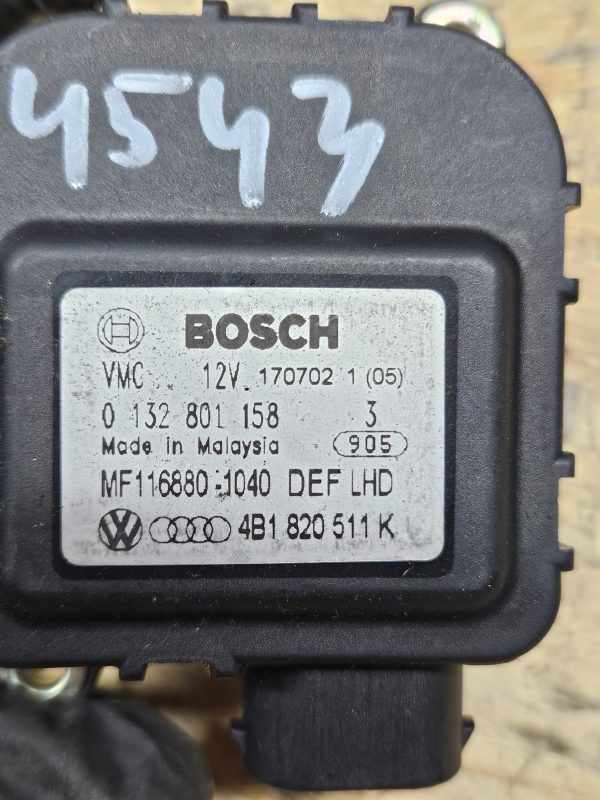 4543
BOSCH
VMC 12V 170702 1 (05)
0 132 801 158 3
Made in Malaysia 905
MF116880-1040 DEF LHD
4B1 820 511 K